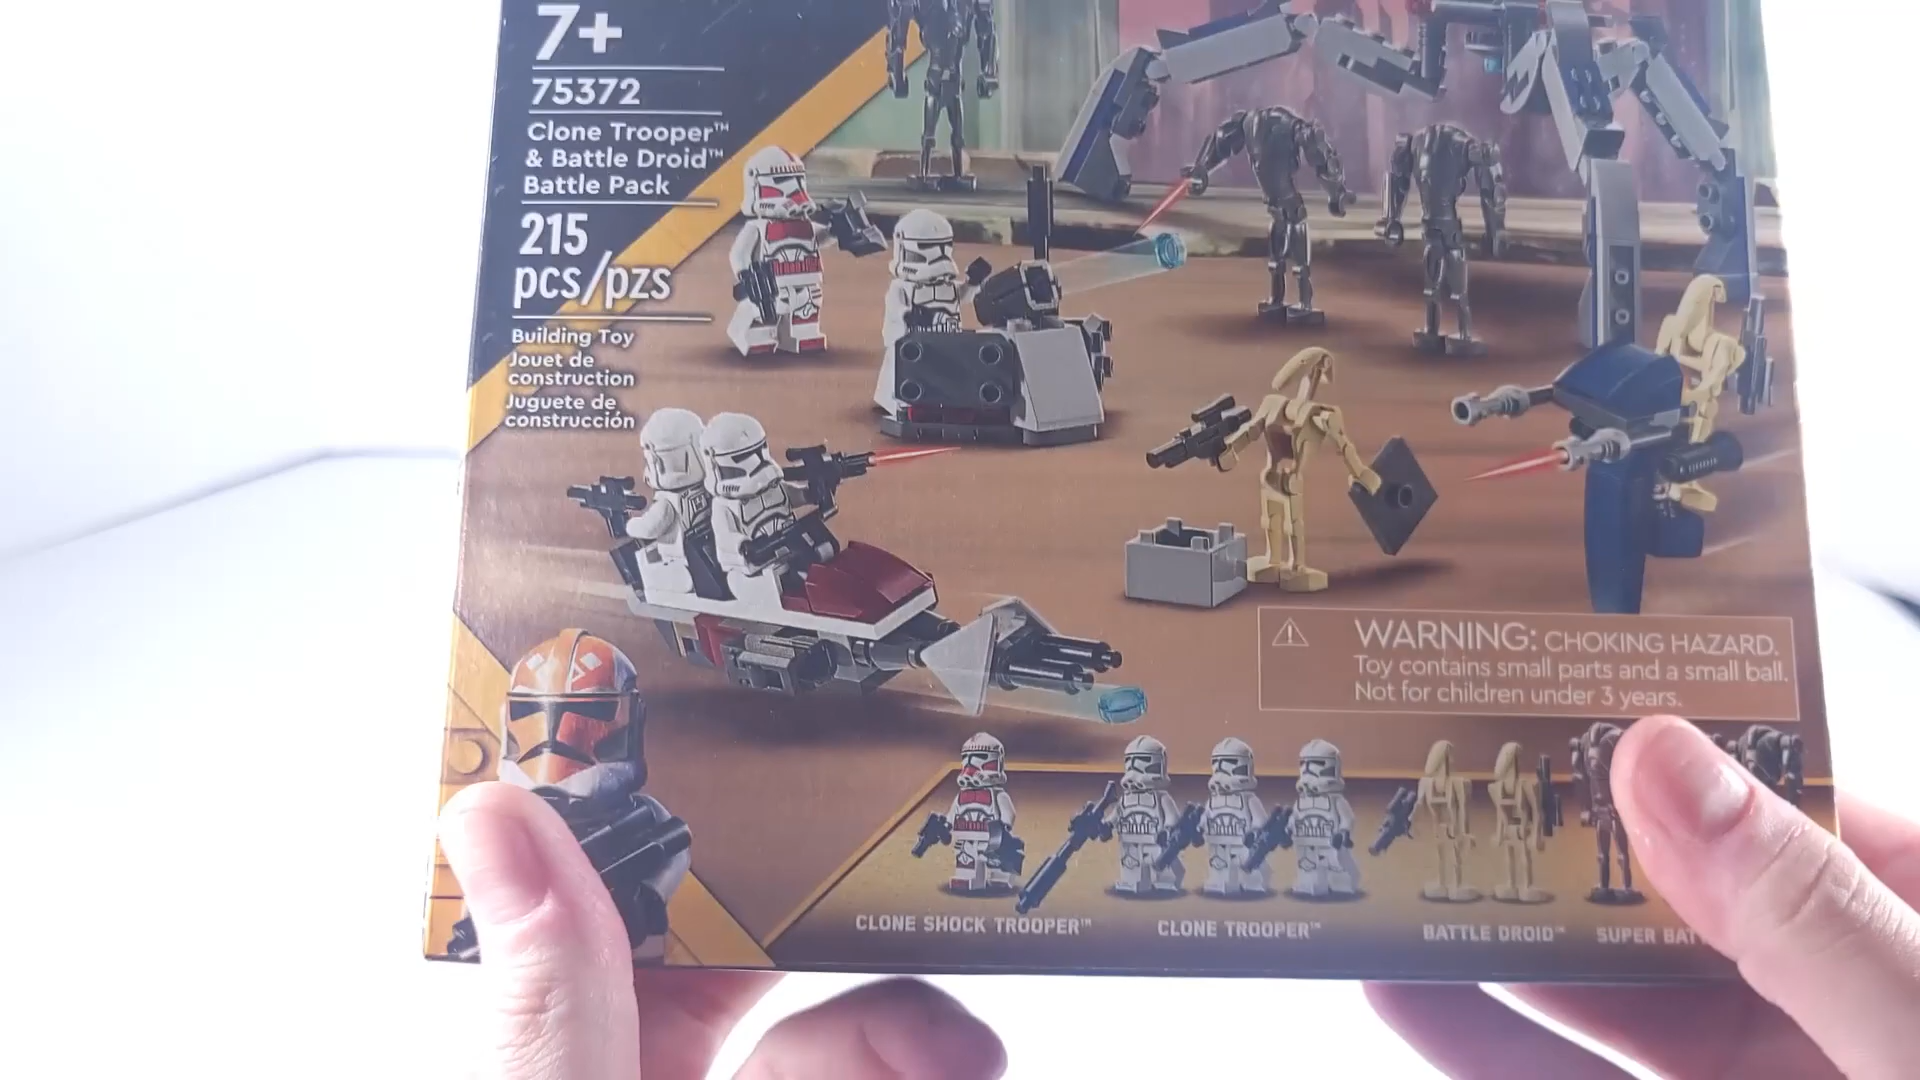 7+
75372
Clone Trooper™
& Battle Droid™
Battle Pack
215
pcs/pzs
Building Toy
Jouet de
construction
Juguete de
construcción
WARNING: CHOKING HAZARD.
Toy contains small parts and a small ball.
Not for children under 3 years.
CLONE SHOCK TROOPER™
CLONE TROOPER™
BATTLE DROID™
SUPER